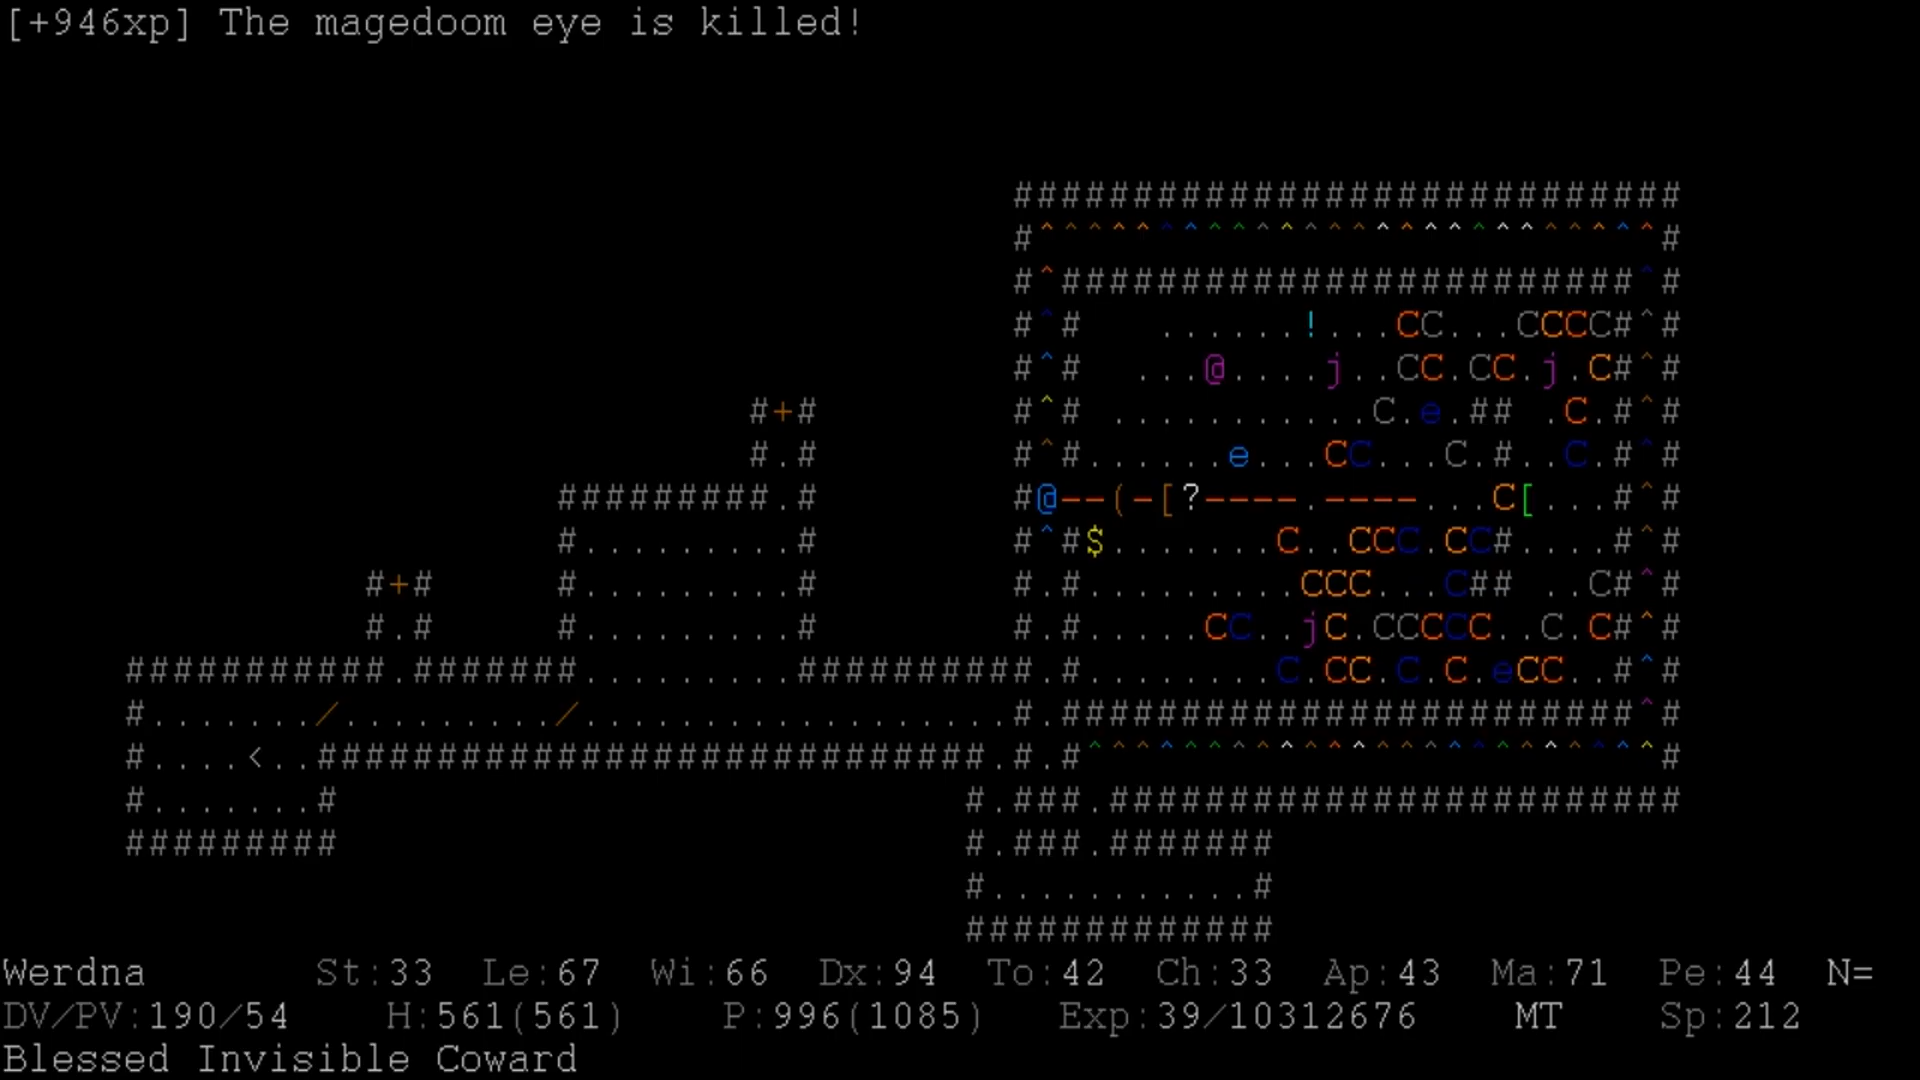 [+946xp] The magedoom eye is killed!
Werdna St:33 Le:67 Wi:66 Dx:94 To:42 Ch:33 Ap:43 Ma:71 Pe:44 N=
DV/PV:190/54 H:561(561) P:996(1085) Exp:39/10312676 MT Sp:212
Blessed Invisible Coward